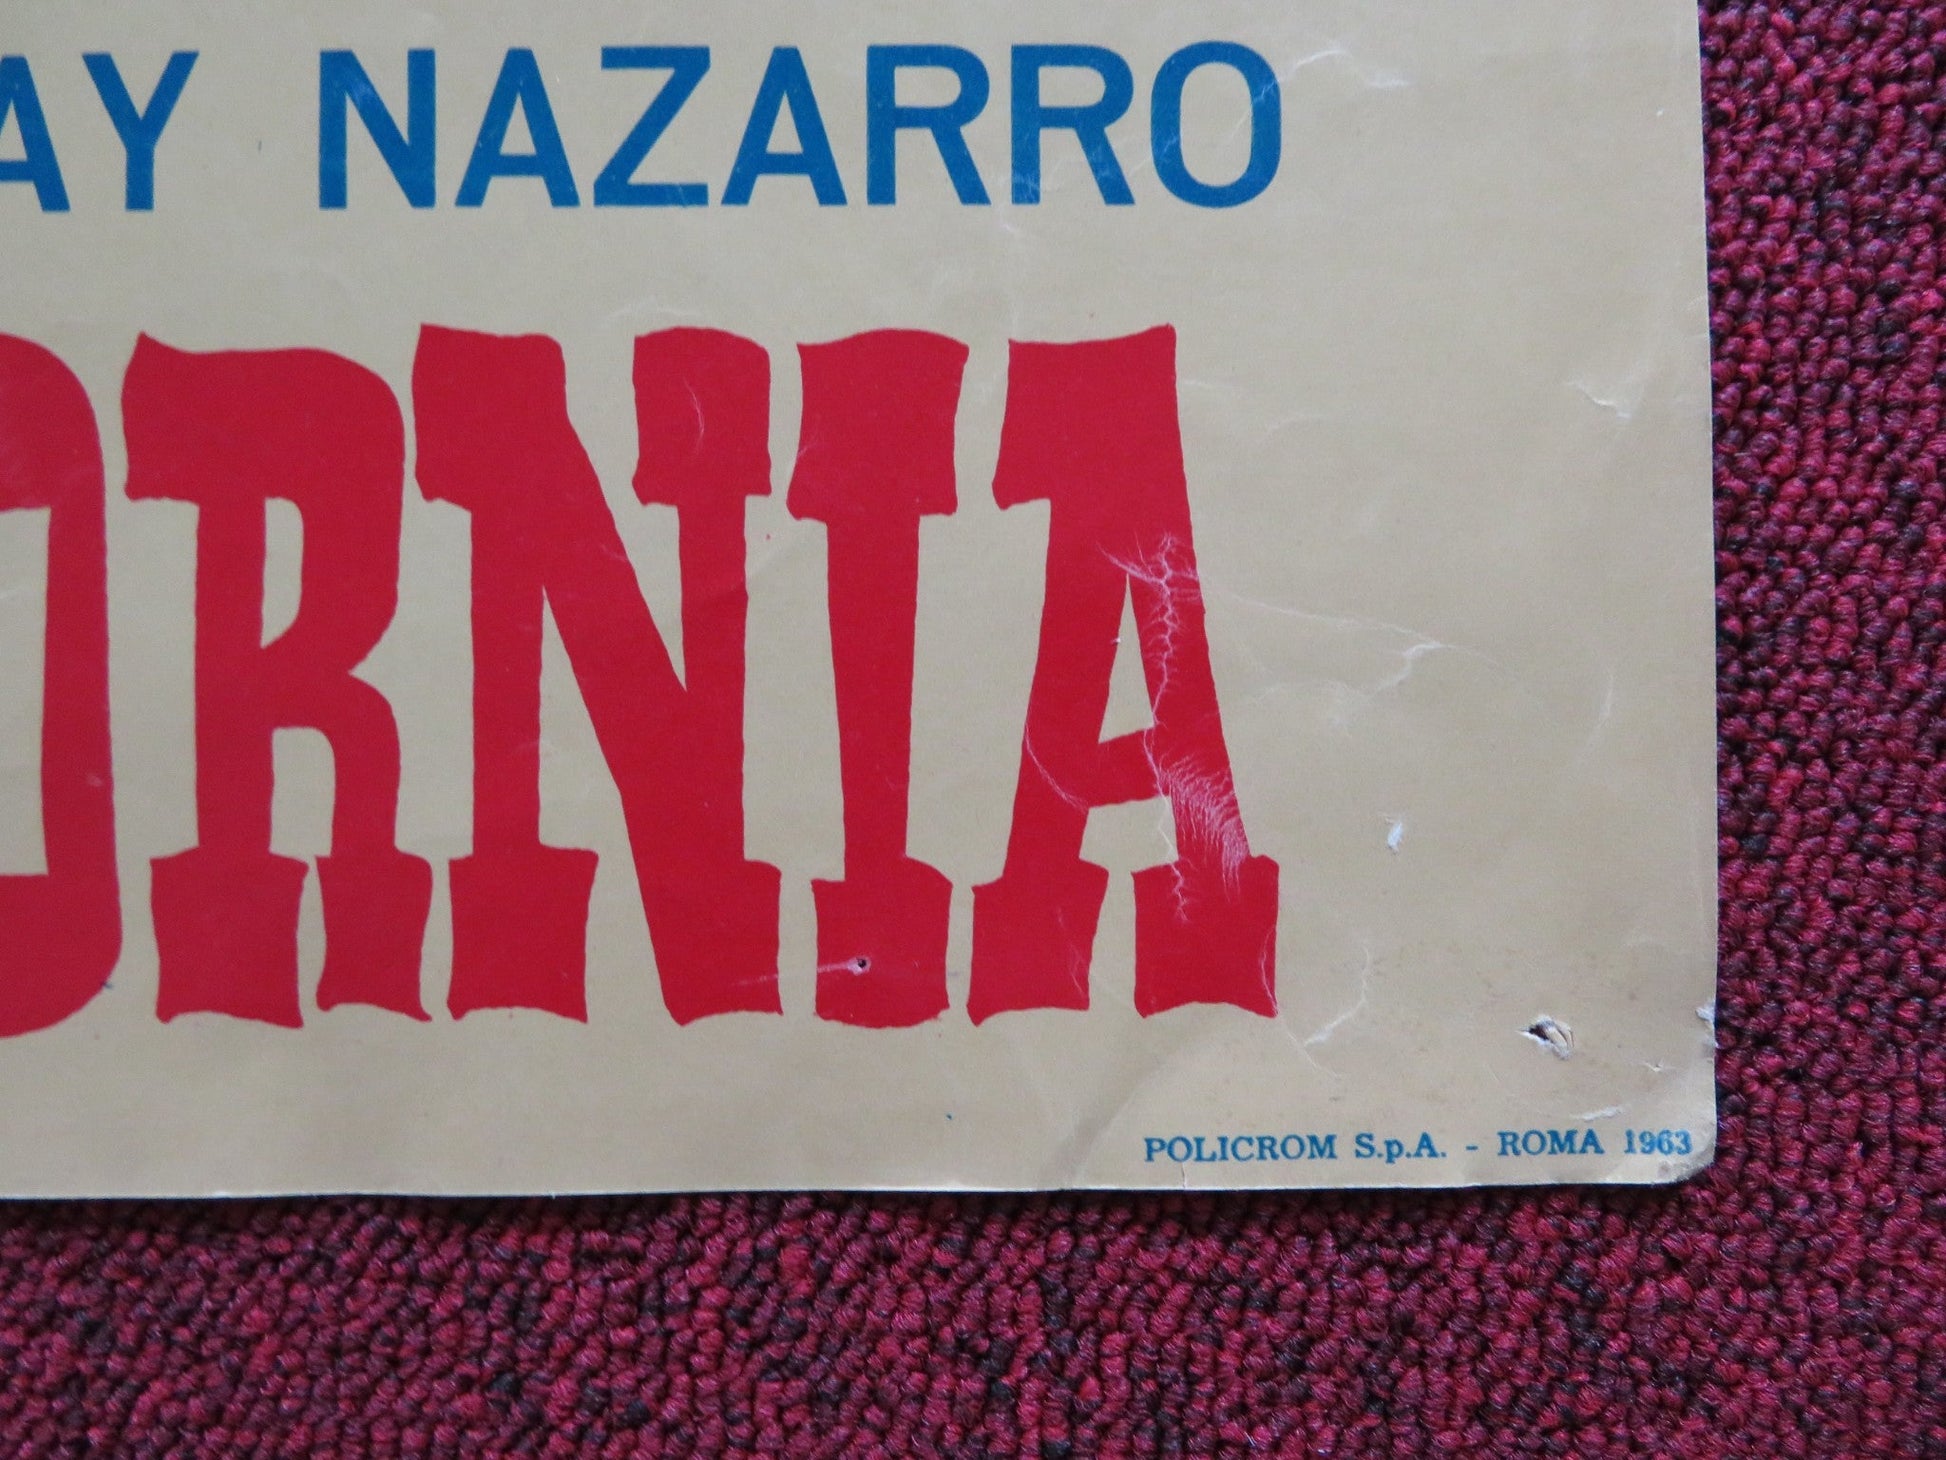 AY NAZARRO
ORNIA
POLICROM S.p.A. - ROMA 1963